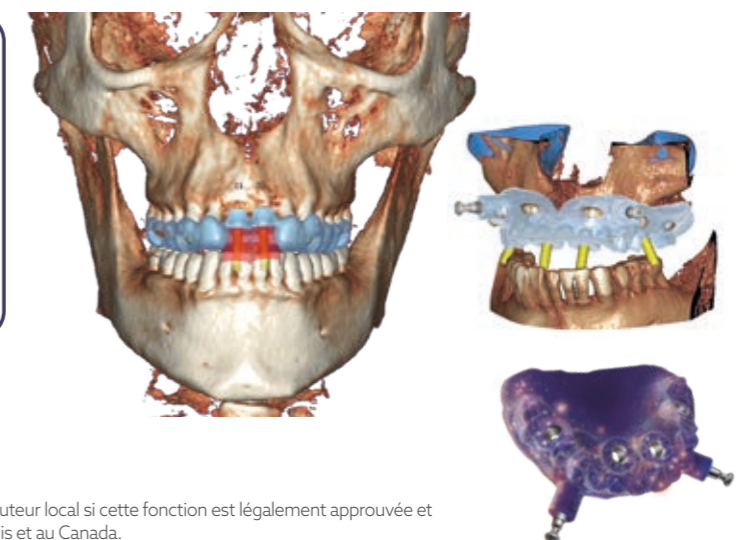 uteur local si cette fonction est légalement approuvée et
is et au Canada.